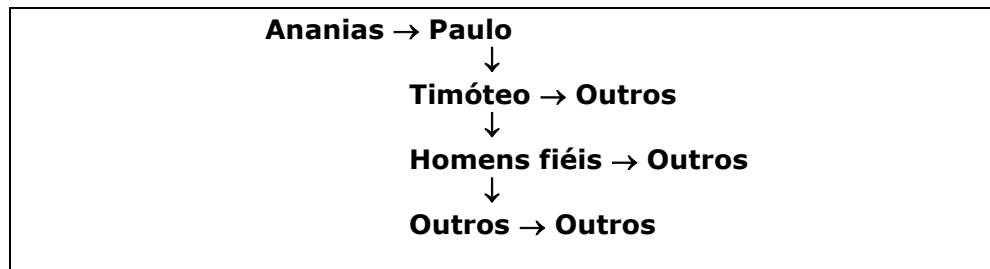 Ananias → Paulo
↓
Timóteo → Outros
↓
Homens fiéis → Outros
↓
Outros → Outros